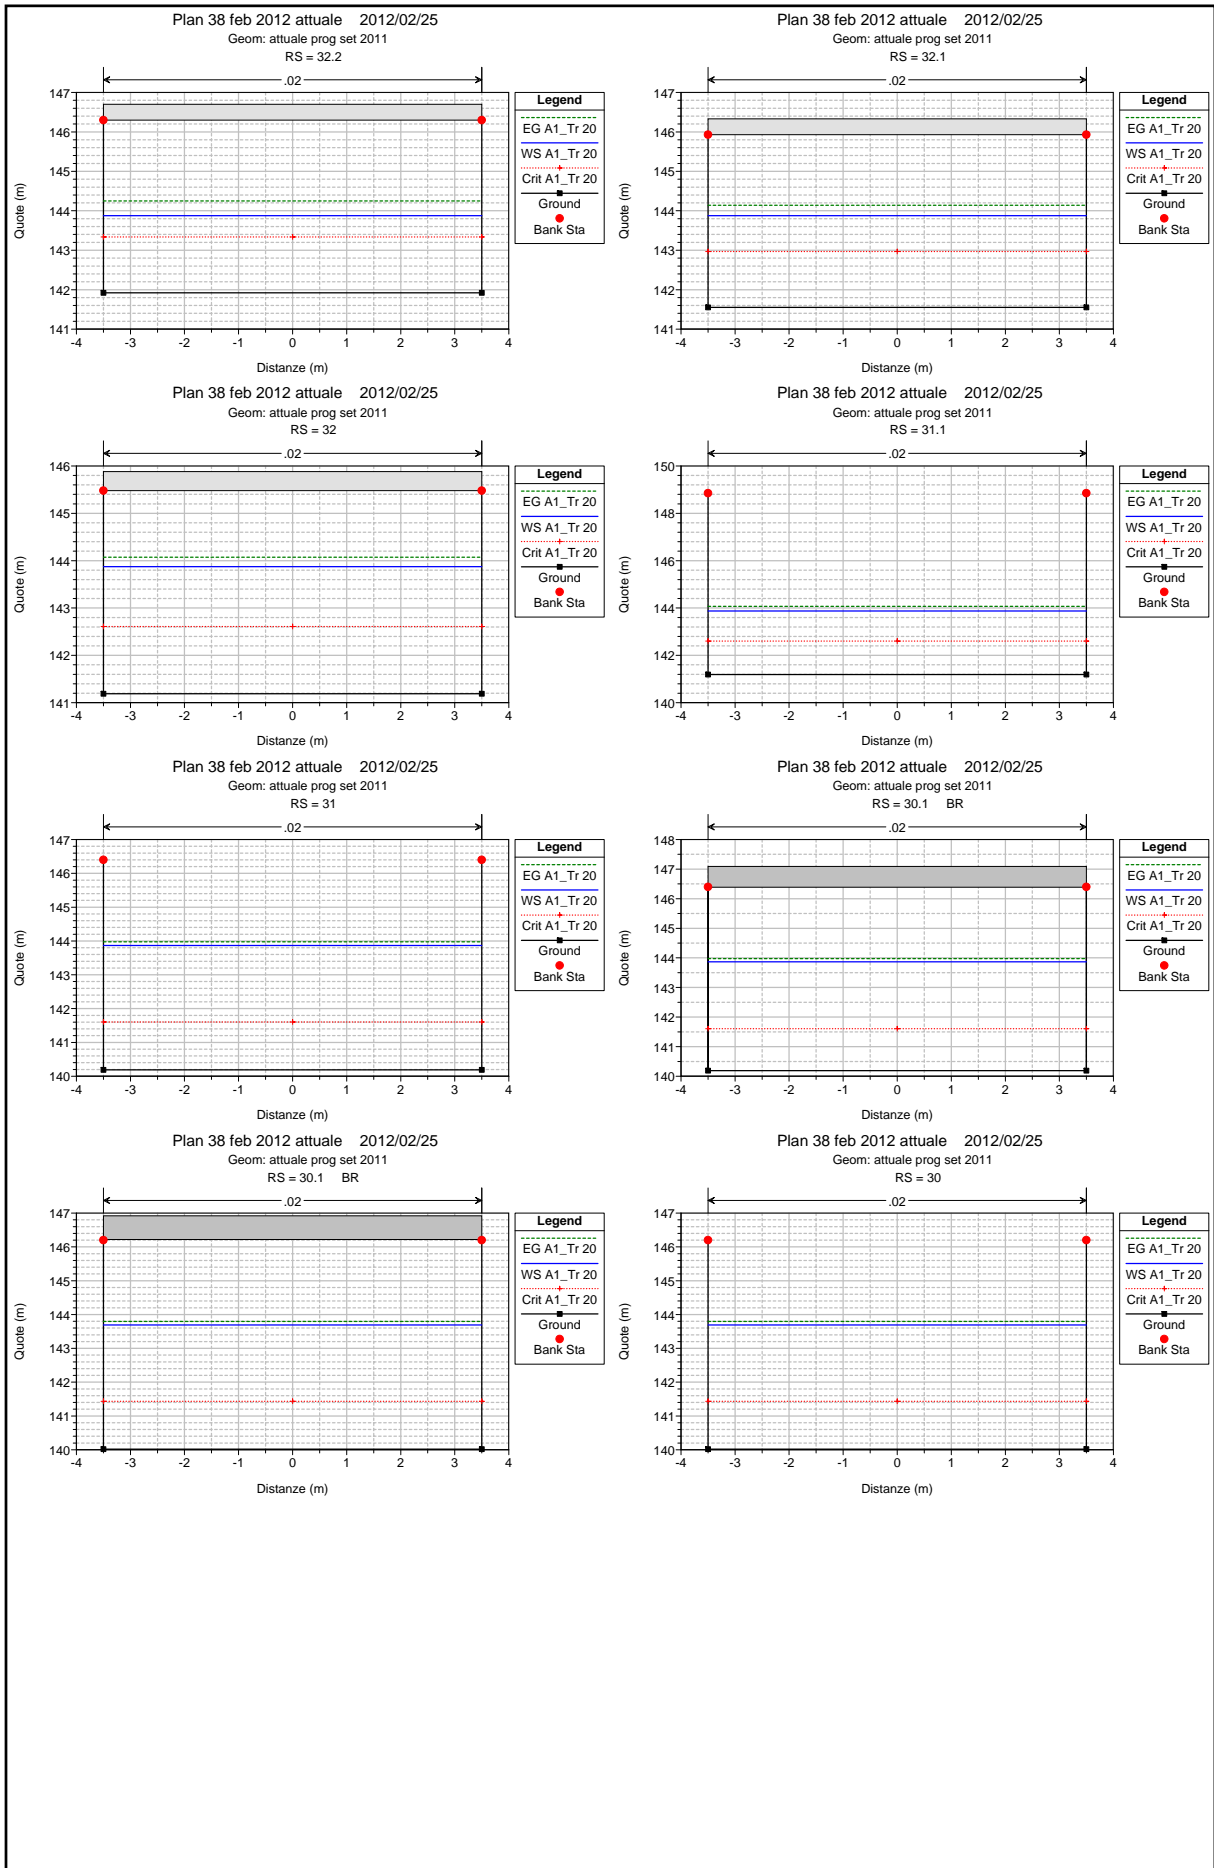 Plan 38 feb 2012 attuale 2012/02/25
Geom: attuale prog set 2011
RS = 32.2
.02
147
146
145
144
143
142
141
-4 -3 -2 -1 0 1 2 3 4
Quote (m)
Distanze (m)
Legend
EG A1_Tr 20
WS A1_Tr 20
Crit A1_Tr 20
Ground
Bank Sta
Plan 38 feb 2012 attuale 2012/02/25
Geom: attuale prog set 2011
RS = 32.1
.02
147
146
145
144
143
142
141
-4 -3 -2 -1 0 1 2 3 4
Quote (m)
Distanze (m)
Legend
EG A1_Tr 20
WS A1_Tr 20
Crit A1_Tr 20
Ground
Bank Sta
Plan 38 feb 2012 attuale 2012/02/25
Geom: attuale prog set 2011
RS = 32
.02
146
145
144
143
142
141
-4 -3 -2 -1 0 1 2 3 4
Quote (m)
Distanze (m)
Legend
EG A1_Tr 20
WS A1_Tr 20
Crit A1_Tr 20
Ground
Bank Sta
Plan 38 feb 2012 attuale 2012/02/25
Geom: attuale prog set 2011
RS = 31.1
.02
150
148
146
144
142
140
-4 -3 -2 -1 0 1 2 3 4
Quote (m)
Distanze (m)
Legend
EG A1_Tr 20
WS A1_Tr 20
Crit A1_Tr 20
Ground
Bank Sta
Plan 38 feb 2012 attuale 2012/02/25
Geom: attuale prog set 2011
RS = 31
.02
147
146
145
144
143
142
141
140
-4 -3 -2 -1 0 1 2 3 4
Quote (m)
Distanze (m)
Legend
EG A1_Tr 20
WS A1_Tr 20
Crit A1_Tr 20
Ground
Bank Sta
Plan 38 feb 2012 attuale 2012/02/25
Geom: attuale prog set 2011
RS = 30.1 BR
.02
148
147
146
145
144
143
142
141
140
-4 -3 -2 -1 0 1 2 3 4
Quote (m)
Distanze (m)
Legend
EG A1_Tr 20
WS A1_Tr 20
Crit A1_Tr 20
Ground
Bank Sta
Plan 38 feb 2012 attuale 2012/02/25
Geom: attuale prog set 2011
RS = 30.1 BR
.02
147
146
145
144
143
142
141
140
-4 -3 -2 -1 0 1 2 3 4
Quote (m)
Distanze (m)
Legend
EG A1_Tr 20
WS A1_Tr 20
Crit A1_Tr 20
Ground
Bank Sta
Plan 38 feb 2012 attuale 2012/02/25
Geom: attuale prog set 2011
RS = 30
.02
147
146
145
144
143
142
141
140
-4 -3 -2 -1 0 1 2 3 4
Quote (m)
Distanze (m)
Legend
EG A1_Tr 20
WS A1_Tr 20
Crit A1_Tr 20
Ground
Bank Sta